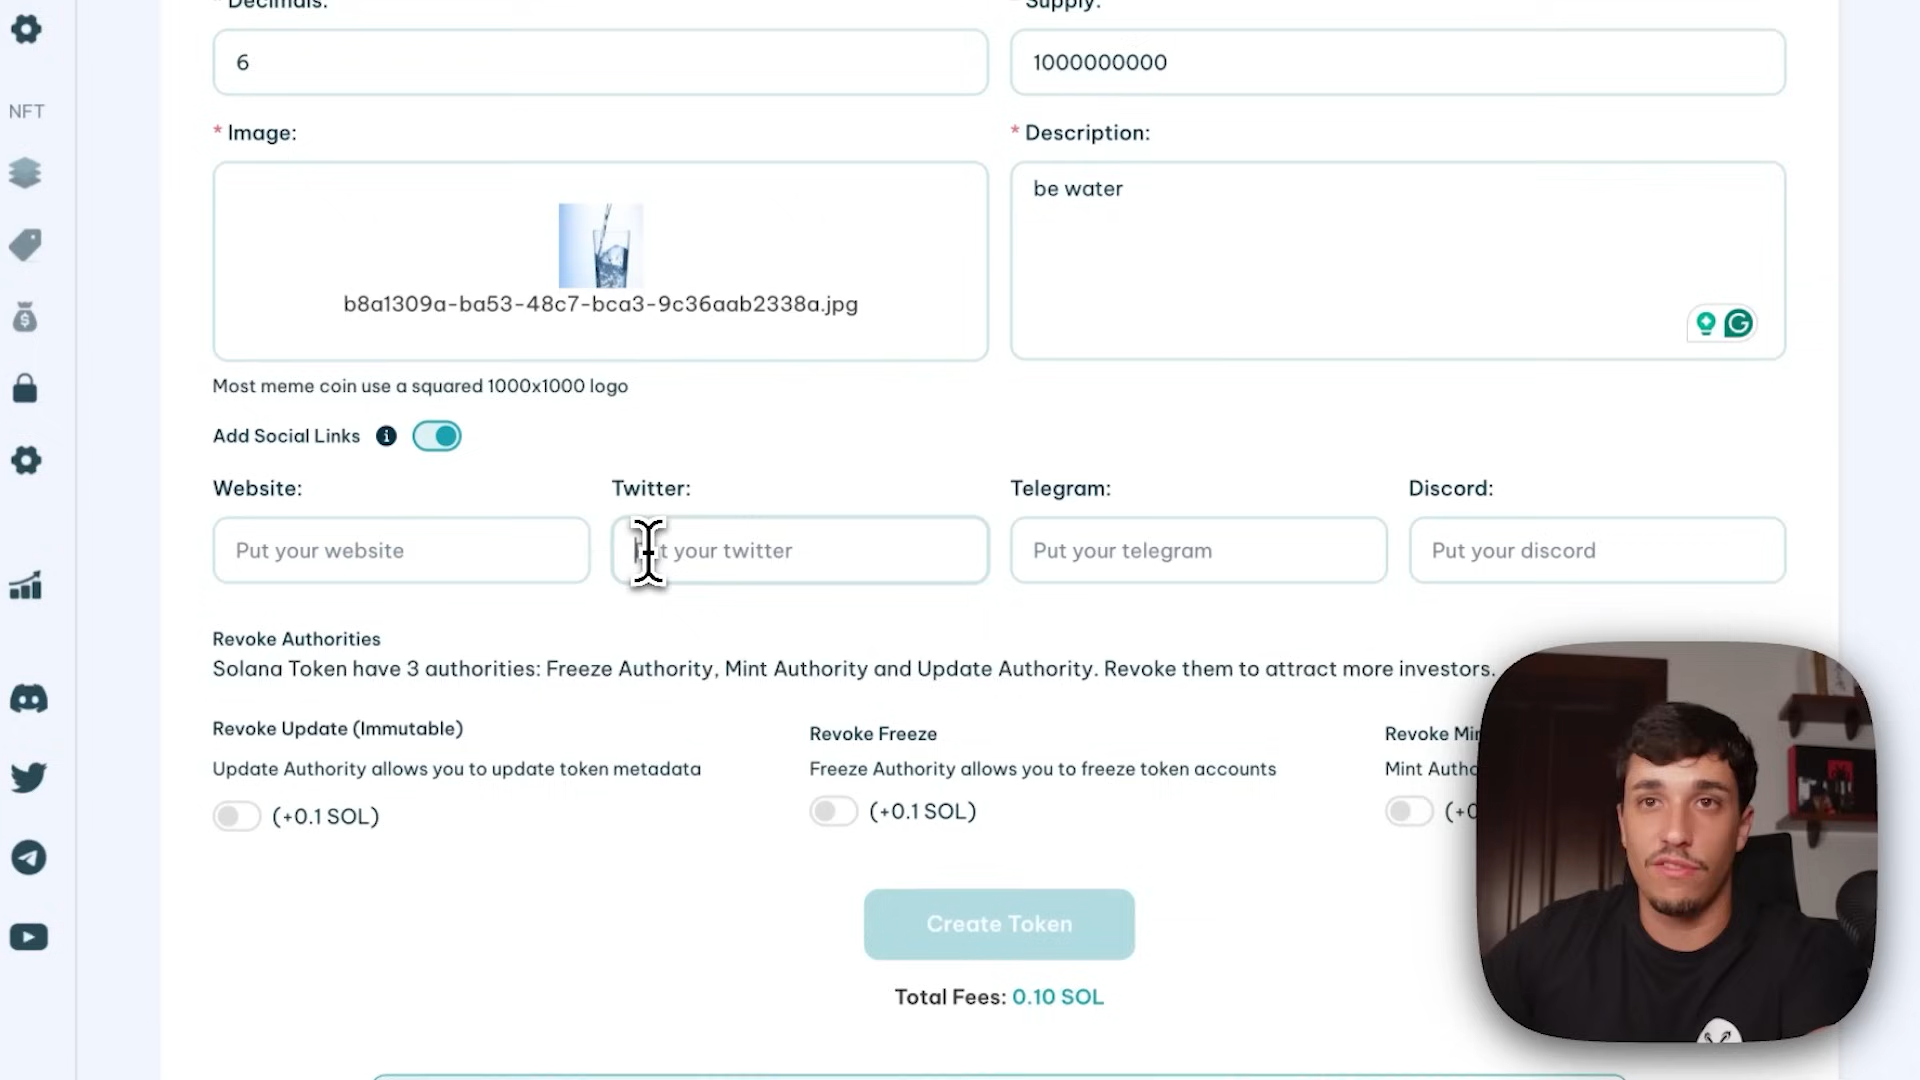 * Decimals:
* Supply:
6
1000000000
NFT
* Image:
* Description:
be water
b8a1309a-ba53-48c7-bca3-9c36aab2338a.jpg
Most meme coin use a squared 1000x1000 logo
Add Social Links
Website:
Twitter:
Telegram:
Discord:
Put your website
your twitter
Put your telegram
Put your discord
Revoke Authorities
Solana Token have 3 authorities: Freeze Authority, Mint Authority and Update Authority. Revoke them to attract more investors.
Revoke Update (Immutable)
Revoke Freeze
Revoke
Update Authority allows you to update token metadata
Freeze Authority allows you to freeze token accounts
Mint
(+0.1 SOL)
(+0.1 SOL)
Create Token
Total Fees: 0.10 SOL